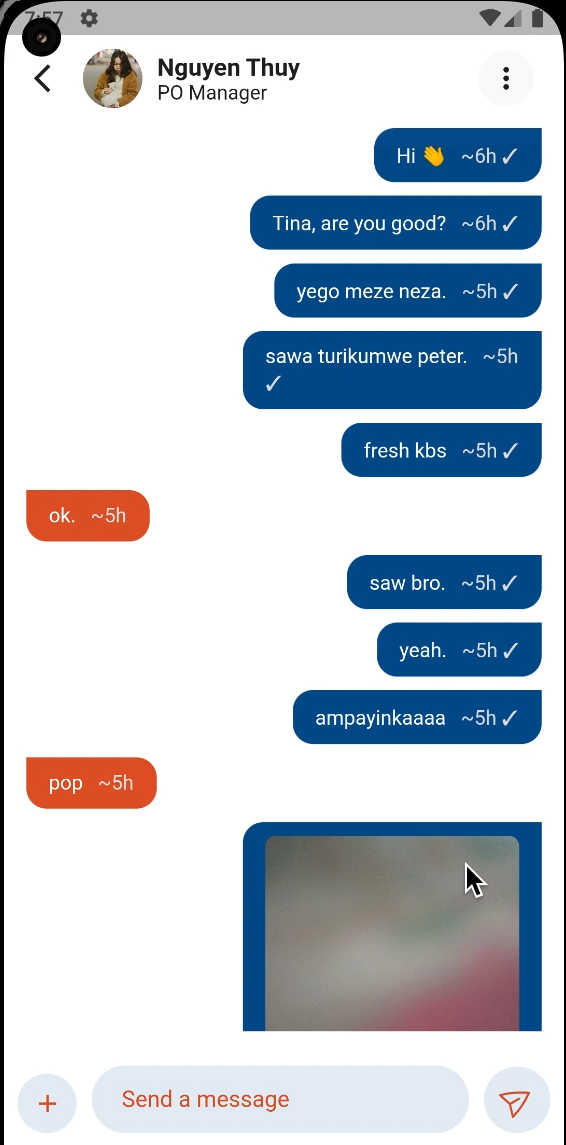 7:57
Nguyen Thuy
PO Manager
Hi 👋 ~6h ✓
Tina, are you good? ~6h ✓
yego meze neza. ~5h ✓
sawa turikumwe peter. ~5h
✓
fresh kbs ~5h ✓
ok. ~5h
saw bro. ~5h ✓
yeah. ~5h ✓
ampayinkaaaa ~5h ✓
pop ~5h
Send a message